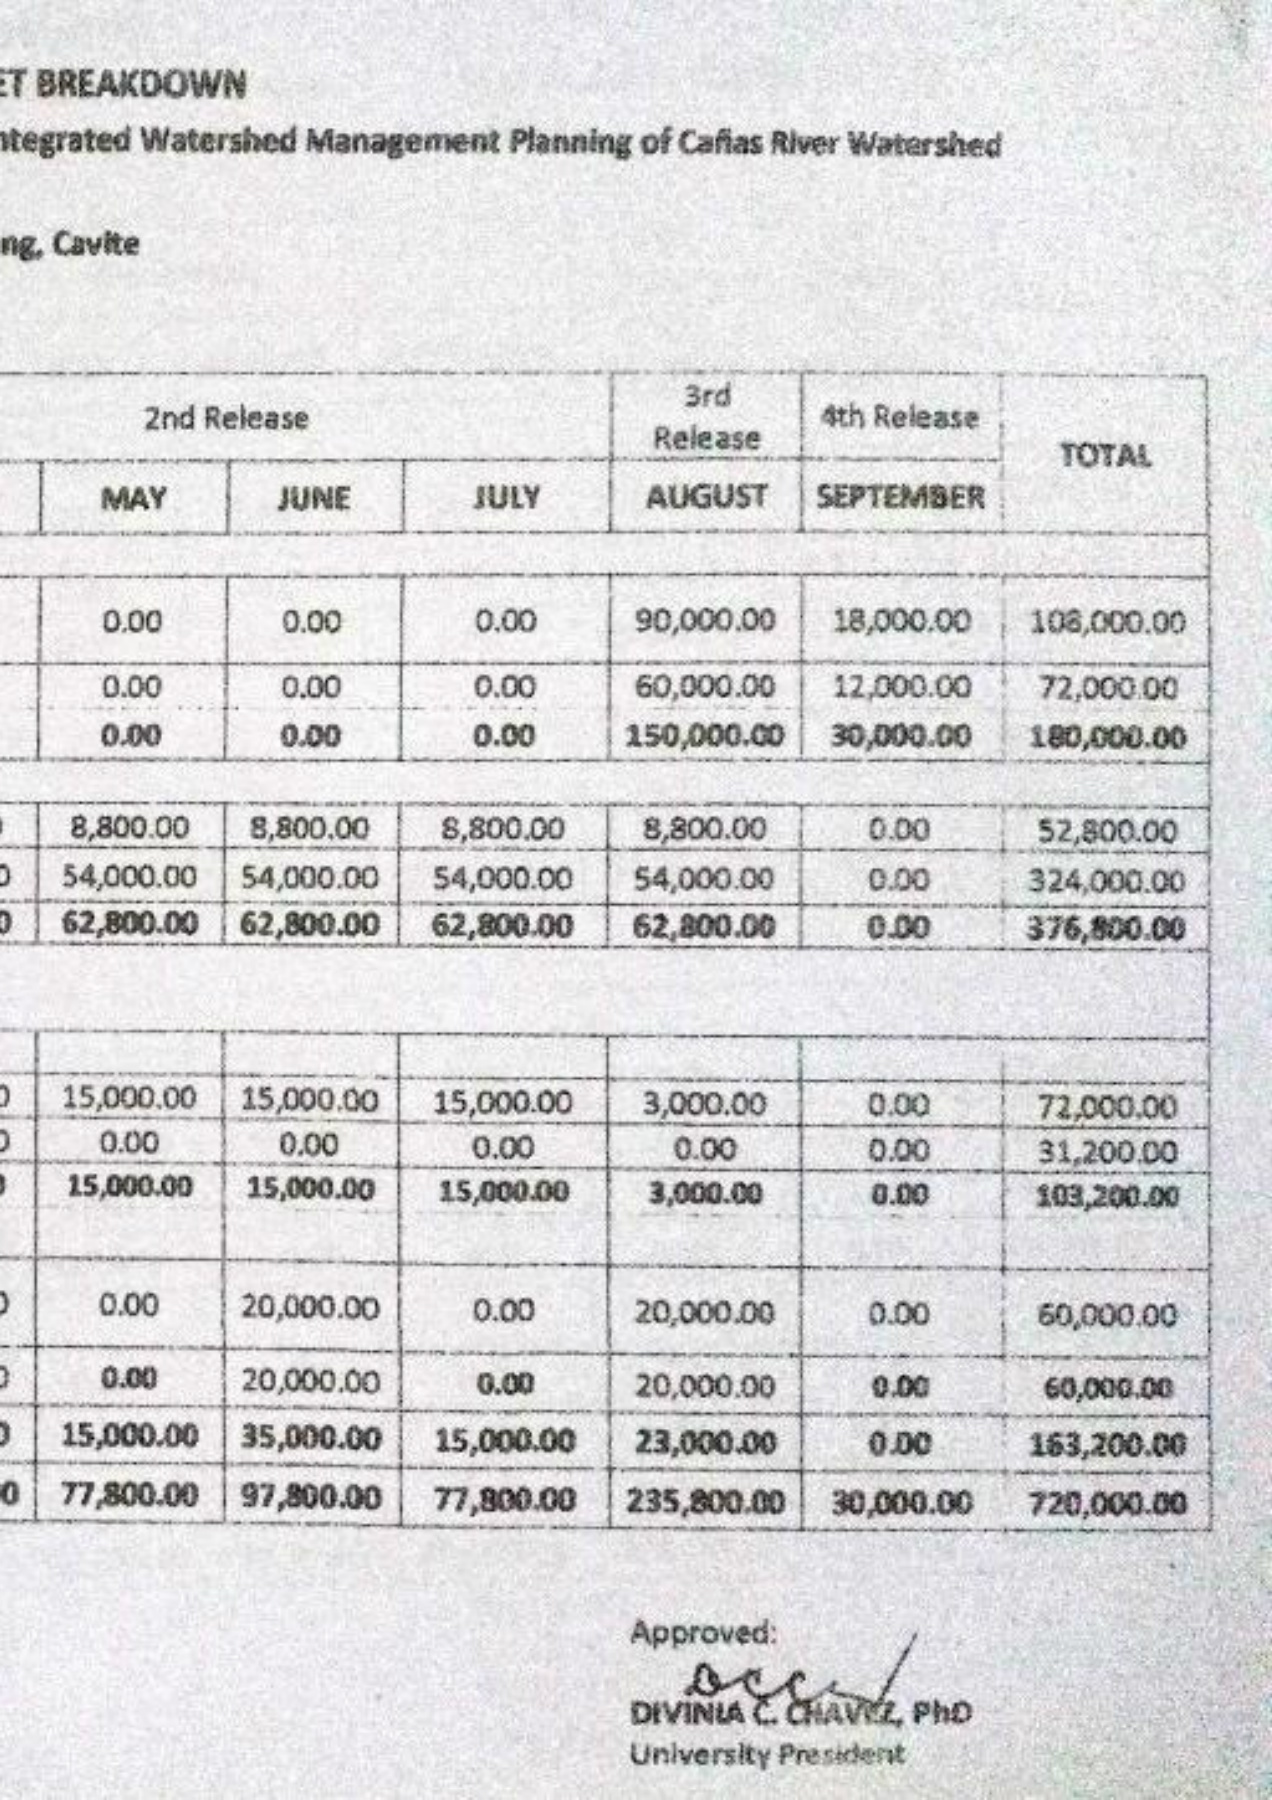 ET BREAKDOWN
ntegrated Watershed Management Planning of Cañas River Watershed
ng, Cavite
2nd Release 3rd Release 4th Release TOTAL
MAY JUNE JULY AUGUST SEPTEMBER
0.00 0.00 0.00 90,000.00 18,000.00 108,000.00
0.00 0.00 0.00 60,000.00 12,000.00 72,000.00
0.00 0.00 0.00 150,000.00 30,000.00 180,000.00
0 8,800.00 8,800.00 8,800.00 8,800.00 0.00 52,800.00
0 54,000.00 54,000.00 54,000.00 54,000.00 0.00 324,000.00
0 62,800.00 62,800.00 62,800.00 62,800.00 0.00 376,800.00
0 15,000.00 15,000.00 15,000.00 3,000.00 0.00 72,000.00
0 0.00 0.00 0.00 0.00 0.00 31,200.00
0 15,000.00 15,000.00 15,000.00 3,000.00 0.00 103,200.00
0 0.00 20,000.00 0.00 20,000.00 0.00 60,000.00
0 0.00 20,000.00 0.00 20,000.00 0.00 60,000.00
0 15,000.00 35,000.00 15,000.00 23,000.00 0.00 163,200.00
00 77,800.00 97,800.00 77,800.00 235,800.00 30,000.00 720,000.00
Approved:
DIVINIA C. CHAVEZ, PhD
University President